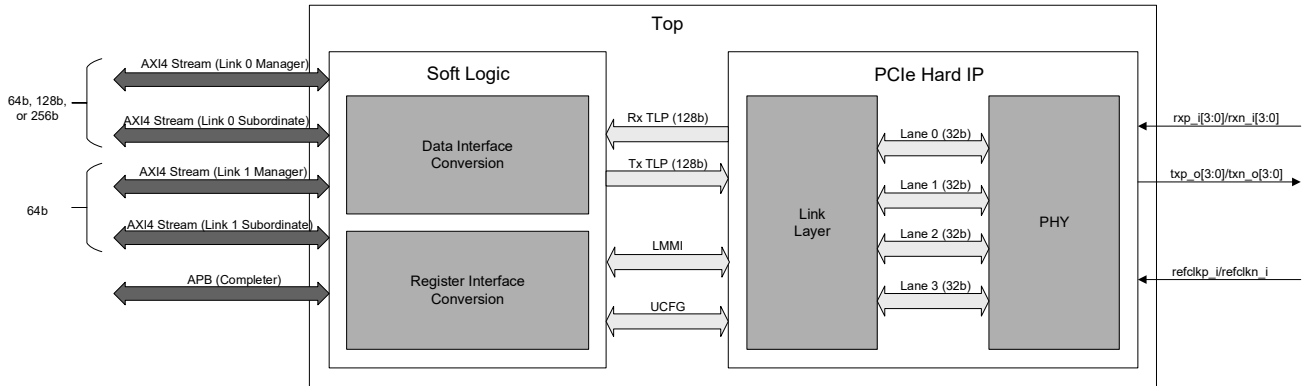 Top
AXI4 Stream (Link 0 Manager)
64b, 128b,
or 256b
AXI4 Stream (Link 0 Subordinate)
AXI4 Stream (Link 1 Manager)
64b
AXI4 Stream (Link 1 Subordinate)
APB (Completer)
Soft Logic
Data Interface
Conversion
Register Interface
Conversion
Rx TLP (128b)
Tx TLP (128b)
LMMI
UCFG
PCIe Hard IP
Link
Layer
Lane 0 (32b)
Lane 1 (32b)
Lane 2 (32b)
Lane 3 (32b)
PHY
rxp_i[3:0]/rxn_i[3:0]
txp_o[3:0]/txn_o[3:0]
refclkp_i/refclkn_i